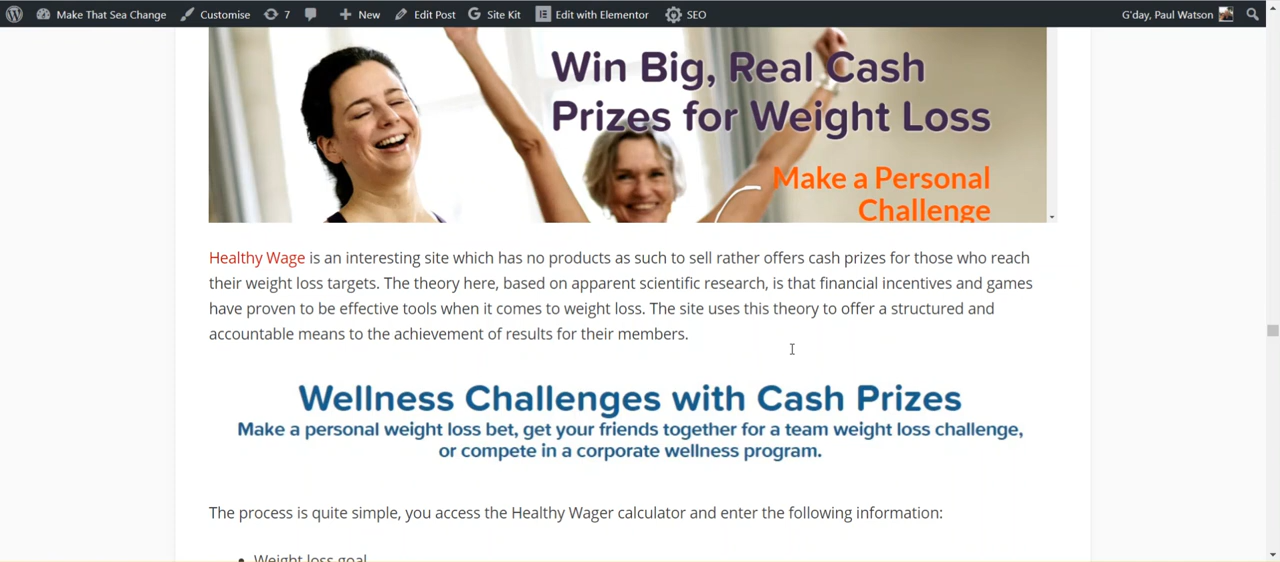 Make That Sea Change Customise 7 New Edit Post Site Kit Edit with Elementor SEO G'day, Paul Watson
Win Big, Real Cash
Prizes for Weight Loss
Make a Personal
Challenge
Healthy Wage is an interesting site which has no products as such to sell rather offers cash prizes for those who reach
their weight loss targets. The theory here, based on apparent scientific research, is that financial incentives and games
have proven to be effective tools when it comes to weight loss. The site uses this theory to offer a structured and
accountable means to the achievement of results for their members.
Wellness Challenges with Cash Prizes
Make a personal weight loss bet, get your friends together for a team weight loss challenge,
or compete in a corporate wellness program.
The process is quite simple, you access the Healthy Wager calculator and enter the following information:
• Weight loss goal